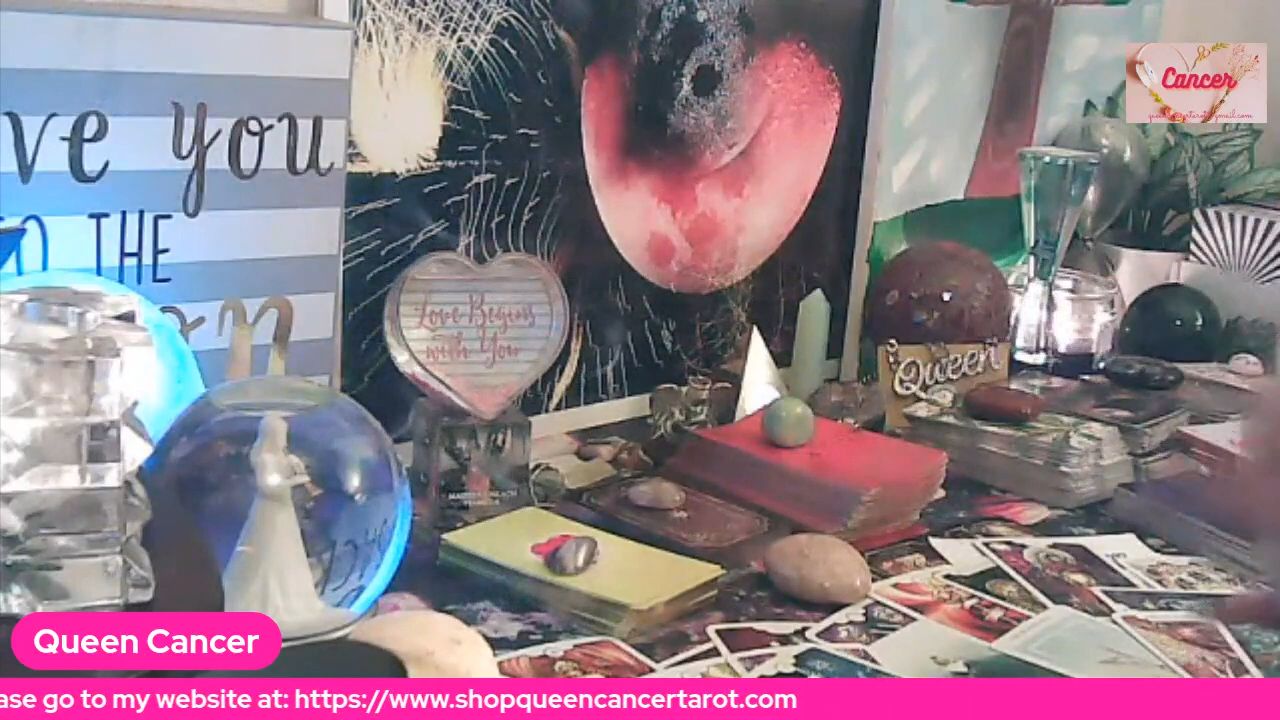 ve you
TO THE
Love Begins
with You
Queen
Cancer
Queen Cancer
ase go to my website at: https://www.shopqueencancertarot.com